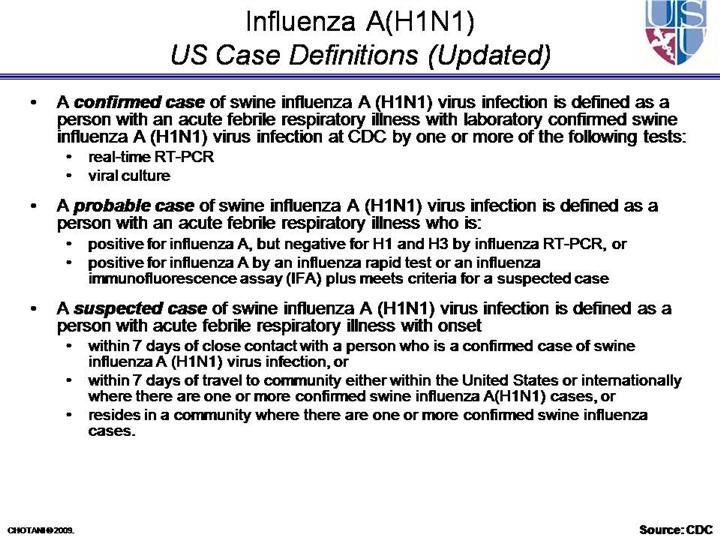 Influenza A(H1N1)
US Case Definitions (Updated)
US
U
• A confirmed case of swine influenza A (H1N1) virus infection is defined as a
person with an acute febrile respiratory illness with laboratory confirmed swine
influenza A (H1N1) virus infection at CDC by one or more of the following tests:
• real-time RT-PCR
• viral culture
• A probable case of swine influenza A (H1N1) virus infection is defined as a
person with an acute febrile respiratory illness who is:
• positive for influenza A, but negative for H1 and H3 by influenza RT-PCR, or
• positive for influenza A by an influenza rapid test or an influenza
immunofluorescence assay (IFA) plus meets criteria for a suspected case
• A suspected case of swine influenza A (H1N1) virus infection is defined as a
person with acute febrile respiratory illness with onset
• within 7 days of close contact with a person who is a confirmed case of swine
influenza A (H1N1) virus infection, or
• within 7 days of travel to community either within the United States or internationally
where there are one or more confirmed swine influenza A(H1N1) cases, or
• resides in a community where there are one or more confirmed swine influenza
cases.
CHOTANI© 2009.
Source: CDC